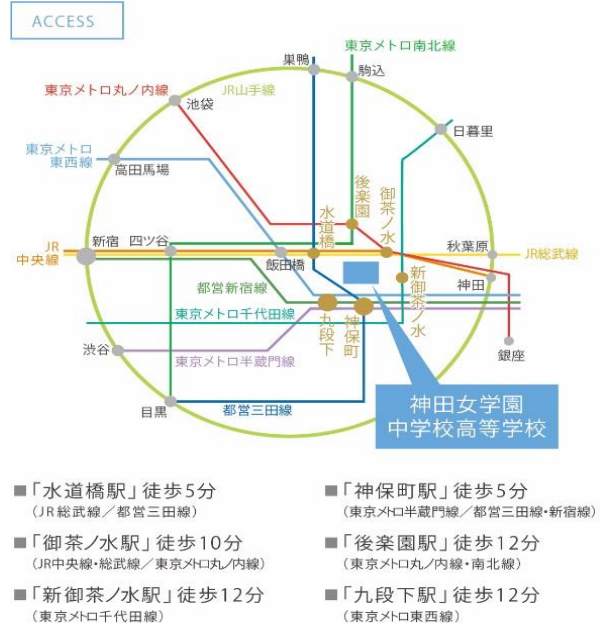 ACCESS
東京メトロ南北線
巣鴨
駒込
東京メトロ丸ノ内線
JR山手線
池袋
日暮里
東京メトロ
東西線
高田馬場
後楽園
御茶ノ水
水道橋
JR
中央線
新宿
四ツ谷
飯田橋
秋葉原
JR総武線
新御茶ノ水
神田
都営新宿線
東京メトロ千代田線
九段下
神保町
渋谷
東京メトロ半蔵門線
銀座
目黒
都営三田線
神田女学園
中学校高等学校
■「水道橋駅」徒歩5分
(JR総武線／都営三田線)
■「御茶ノ水駅」徒歩10分
(JR中央線・総武線／東京メトロ丸ノ内線)
■「新御茶ノ水駅」徒歩12分
(東京メトロ千代田線)
■「神保町駅」徒歩5分
(東京メトロ半蔵門線／都営三田線・新宿線)
■「後楽園駅」徒歩12分
(東京メトロ丸ノ内線・南北線)
■「九段下駅」徒歩12分
(東京メトロ東西線)